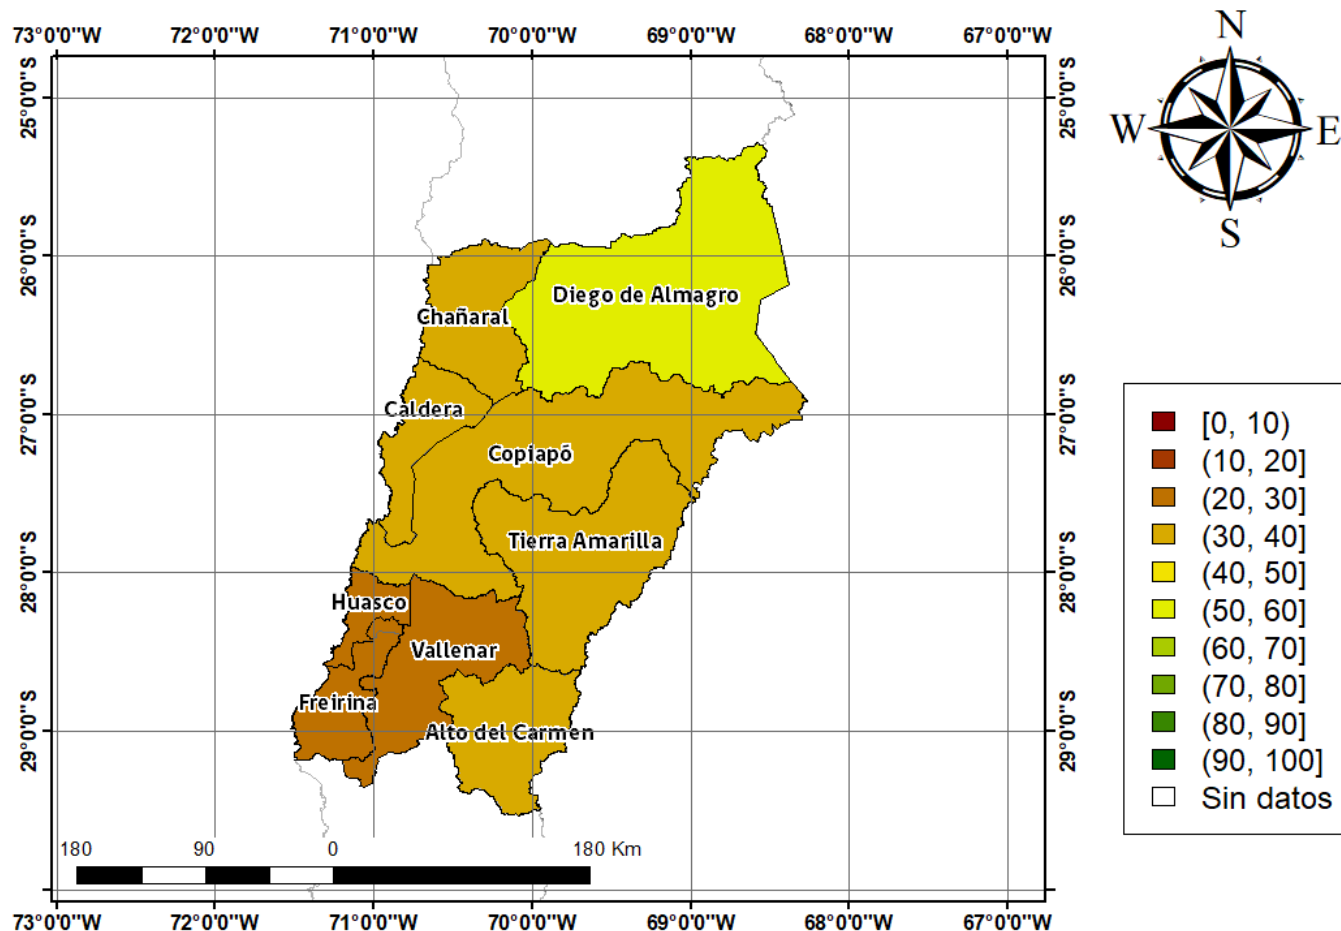 73°0'0"W 72°0'0"W 71°0'0"W 70°0'0"W 69°0'0"W 68°0'0"W 67°0'0"W
N
W E
S
25°0'0"S 25°0'0"S
26°0'0"S 26°0'0"S
27°0'0"S 27°0'0"S
28°0'0"S 28°0'0"S
29°0'0"S 29°0'0"S
Diego de Almagro
Chañaral
Caldera
Copiapó
Tierra Amarilla
Huasco
Vallenar
Freirina
Alto del Carmen
[0, 10)
(10, 20]
(20, 30]
(30, 40]
(40, 50]
(50, 60]
(60, 70]
(70, 80]
(80, 90]
(90, 100]
Sin datos
180 90 0 180 Km
73°0'0"W 72°0'0"W 71°0'0"W 70°0'0"W 69°0'0"W 68°0'0"W 67°0'0"W